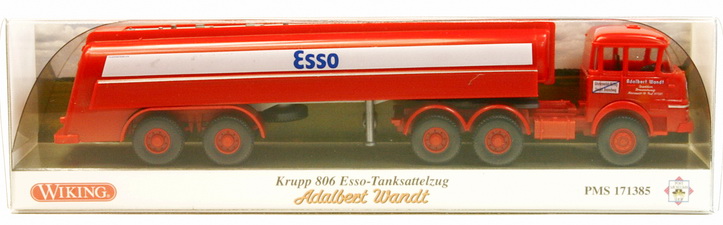 Esso
Adalbert Wandt
WIKING
Krupp 806 Esso-Tanksattelzug
Adalbert Wandt
PMS 171385